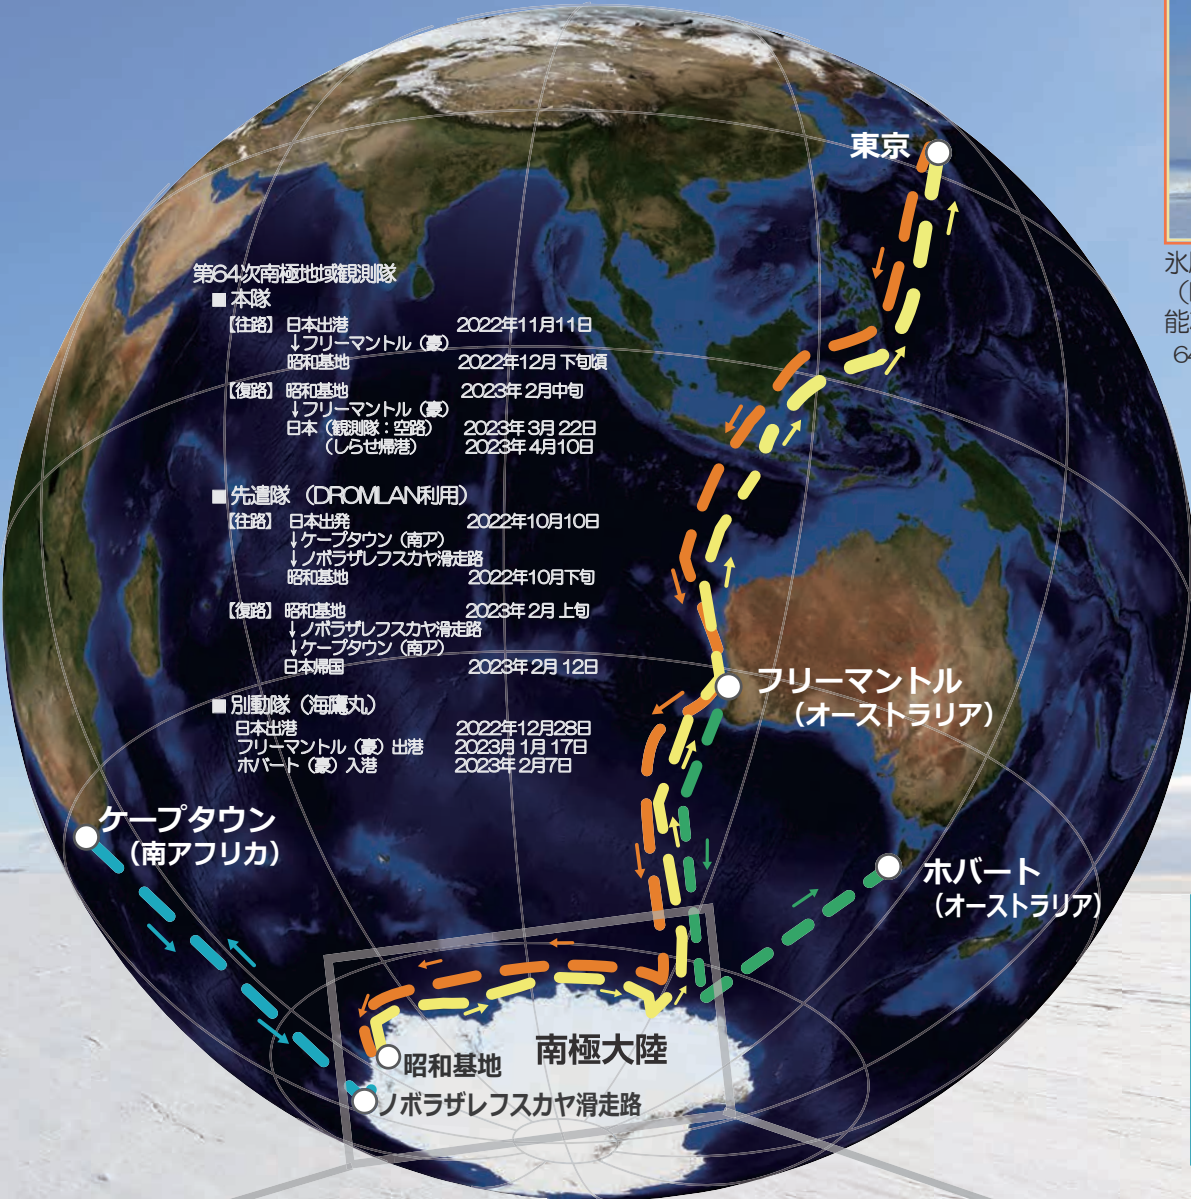 東京
第64次南極地域観測隊
■ 本隊
【往路】 日本出港 2022年11月11日
↓フリーマントル（豪）
昭和基地 2022年12月 下旬頃
【復路】 昭和基地 2023年 2月中旬
↓フリーマントル（豪）
日本（観測隊：空路） 2023年 3月 22日
（しらせ帰港） 2023年 4月10日
■ 先遣隊（DROMLAN利用）
【往路】 日本出発 2022年10月10日
↓ケープタウン（南ア）
↓ノボラザレフスカヤ滑走路
昭和基地 2022年10月下旬
【復路】 昭和基地 2023年 2月 上旬
↓ノボラザレフスカヤ滑走路
↓ケープタウン（南ア）
日本帰国 2023年 2月 12日
■ 別動隊（海鷹丸）
日本出港 2022年12月28日
フリーマントル（豪）出港 2023月 1月 17日
ホバート（豪）入港 2023年 2月7日
フリーマントル
（オーストラリア）
ケープタウン
（南アフリカ）
ホバート
（オーストラリア）
南極大陸
昭和基地
ノボラザレフスカヤ滑走路
氷
能
64